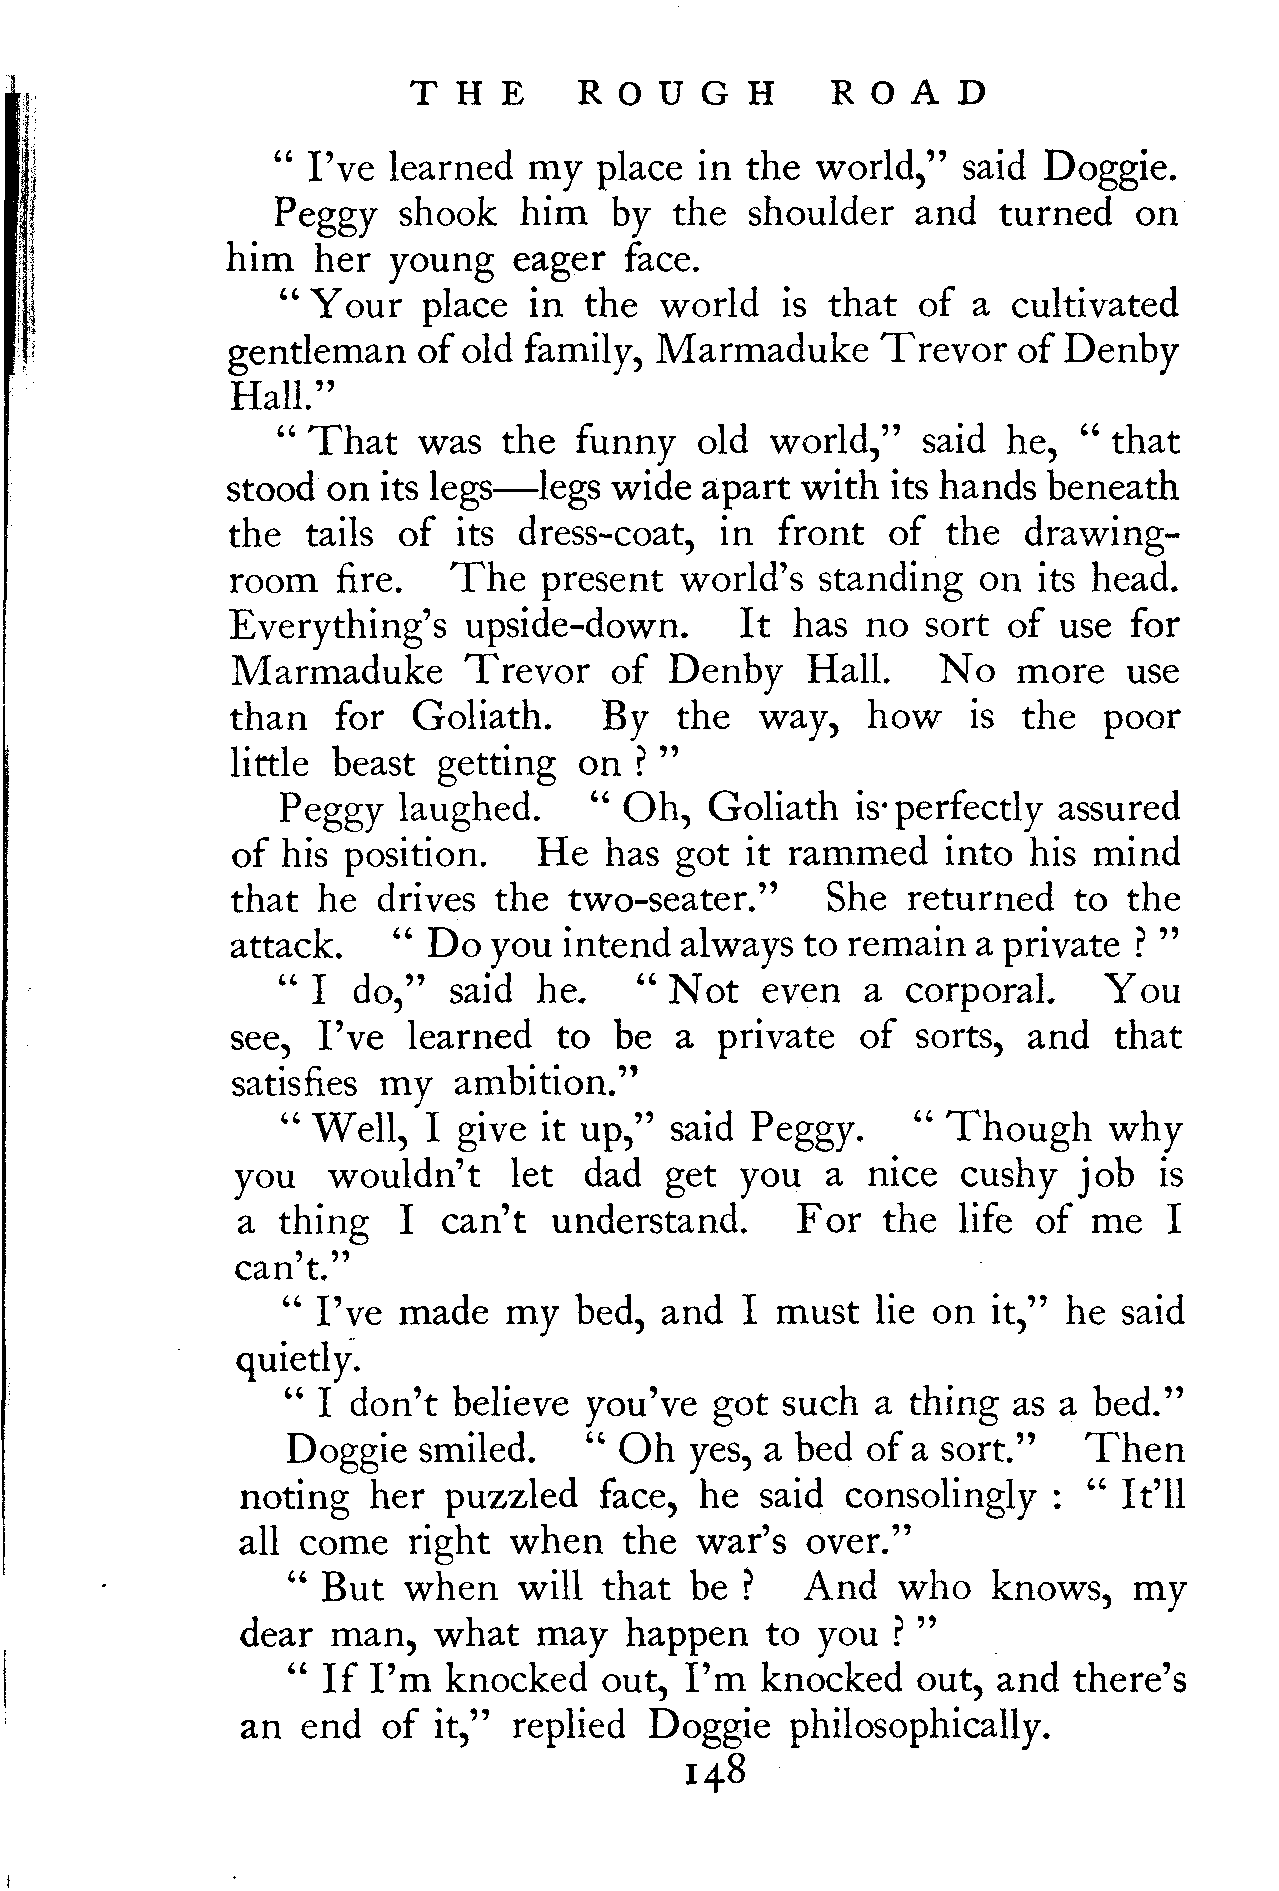 THE ROUGH ROAD
“ I’ve learned my place in the world,” said Doggie.
Peggy shook him by the shoulder and turned on
him her young eager face.
“ Your place in the world is that of a cultivated
gentleman of old family, Marmaduke Trevor of Denby
Hall.”
“ That was the funny old world,” said he, “ that
stood on its legs—legs wide apart with its hands beneath
the tails of its dress-coat, in front of the drawing-
room fire. The present world’s standing on its head.
Everything’s upside-down. It has no sort of use for
Marmaduke Trevor of Denby Hall. No more use
than for Goliath. By the way, how is the poor
little beast getting on ? ”
Peggy laughed. “ Oh, Goliath is perfectly assured
of his position. He has got it rammed into his mind
that he drives the two-seater.” She returned to the
attack. “ Do you intend always to remain a private ? ”
“ I do,” said he. “ Not even a corporal. You
see, I’ve learned to be a private of sorts, and that
satisfies my ambition.”
“ Well, I give it up,” said Peggy. “ Though why
you wouldn’t let dad get you a nice cushy job is
a thing I can’t understand. For the life of me I
can’t.”
“ I’ve made my bed, and I must lie on it,” he said
quietly.
“ I don’t believe you’ve got such a thing as a bed.”
Doggie smiled. “ Oh yes, a bed of a sort.” Then
noting her puzzled face, he said consolingly : “ It’ll
all come right when the war’s over.”
“ But when will that be ? And who knows, my
dear man, what may happen to you ? ”
“ If I’m knocked out, I’m knocked out, and there’s
an end of it,” replied Doggie philosophically.
148